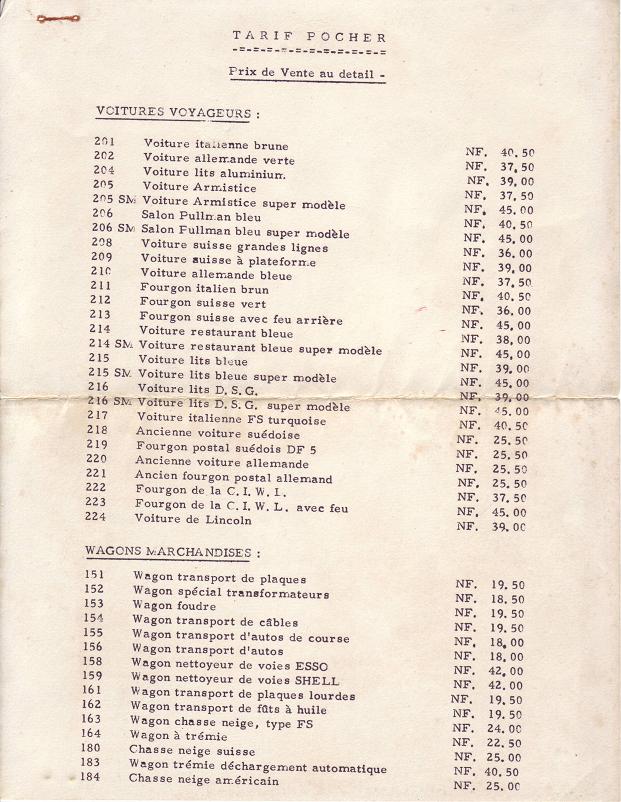 TARIF POCHER
-=-=-=-=-=-=-=-=-=-=-
Prix de Vente au detail -
VOITURES VOYAGEURS :
201 Voiture italienne brune NF. 40.50
202 Voiture allemande verte NF. 37.50
204 Voiture lits aluminium NF. 39.00
205 Voiture Armistice NF. 37.50
205 SM Voiture Armistice super modèle NF. 45.00
206 Salon Pullman bleu NF. 40.50
206 SM Salon Fullman bleu super modèle NF. 45.00
208 Voiture suisse grandes lignes NF. 36.00
209 Voiture suisse à plateforme NF. 39.00
210 Voiture allemande bleue NF. 37.50
211 Fourgon italien brun NF. 40.50
212 Fourgon suisse vert NF. 36.00
213 Fourgon suisse avec feu arrière NF. 45.00
214 Voiture restaurant bleue NF. 38.00
214 SM Voiture restaurant bleue super modèle NF. 45.00
215 Voiture lits bleue NF. 39.00
215 SM Voiture lits bleue super modèle NF. 45.00
216 Voiture lits D.S.G. NF. 39.00
216 SM Voiture lits D.S.G. super modèle NF. 45.00
217 Voiture italienne FS turquoise NF. 40.50
218 Ancienne voiture suédoise NF. 25.50
219 Fourgon postal suédois DF 5 NF. 25.50
220 Ancienne voiture allemande NF. 25.50
221 Ancien fourgon postal allemand NF. 25.50
222 Fourgon de la C.I.W.L. NF. 37.50
223 Fourgon de la C.I.W.L. avec feu NF. 45.00
224 Voiture de Lincoln NF. 39.00
WAGONS MARCHANDISES :
151 Wagon transport de plaques NF. 19.50
152 Wagon spécial transformateurs NF. 18.50
153 Wagon foudre NF. 19.50
154 Wagon transport de câbles NF. 19.50
155 Wagon transport d'autos de course NF. 18.00
156 Wagon transport d'autos NF. 18.00
158 Wagon nettoyeur de voies ESSO NF. 42.00
159 Wagon nettoyeur de voies SHELL NF. 42.00
161 Wagon transport de plaques lourdes NF. 19.50
162 Wagon transport de fûts à huile NF. 19.50
163 Wagon chasse neige, type FS NF. 24.00
164 Wagon à trémie NF. 22.50
180 Chasse neige suisse NF. 25.00
183 Wagon trémie déchargement automatique NF. 40.50
184 Chasse neige américain NF. 25.00